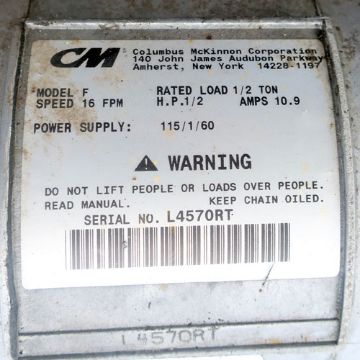 CM
Columbus McKinnon Corporation
140 John James Audubon Parkway
Amherst, New York 14228-1197
MODEL F RATED LOAD 1/2 TON
SPEED 16 FPM H.P.1/2 AMPS 10.9
POWER SUPPLY: 115/1/60
WARNING
DO NOT LIFT PEOPLE OR LOADS OVER PEOPLE.
READ MANUAL. KEEP CHAIN OILED.
SERIAL NO. L4570RT
L4570RT